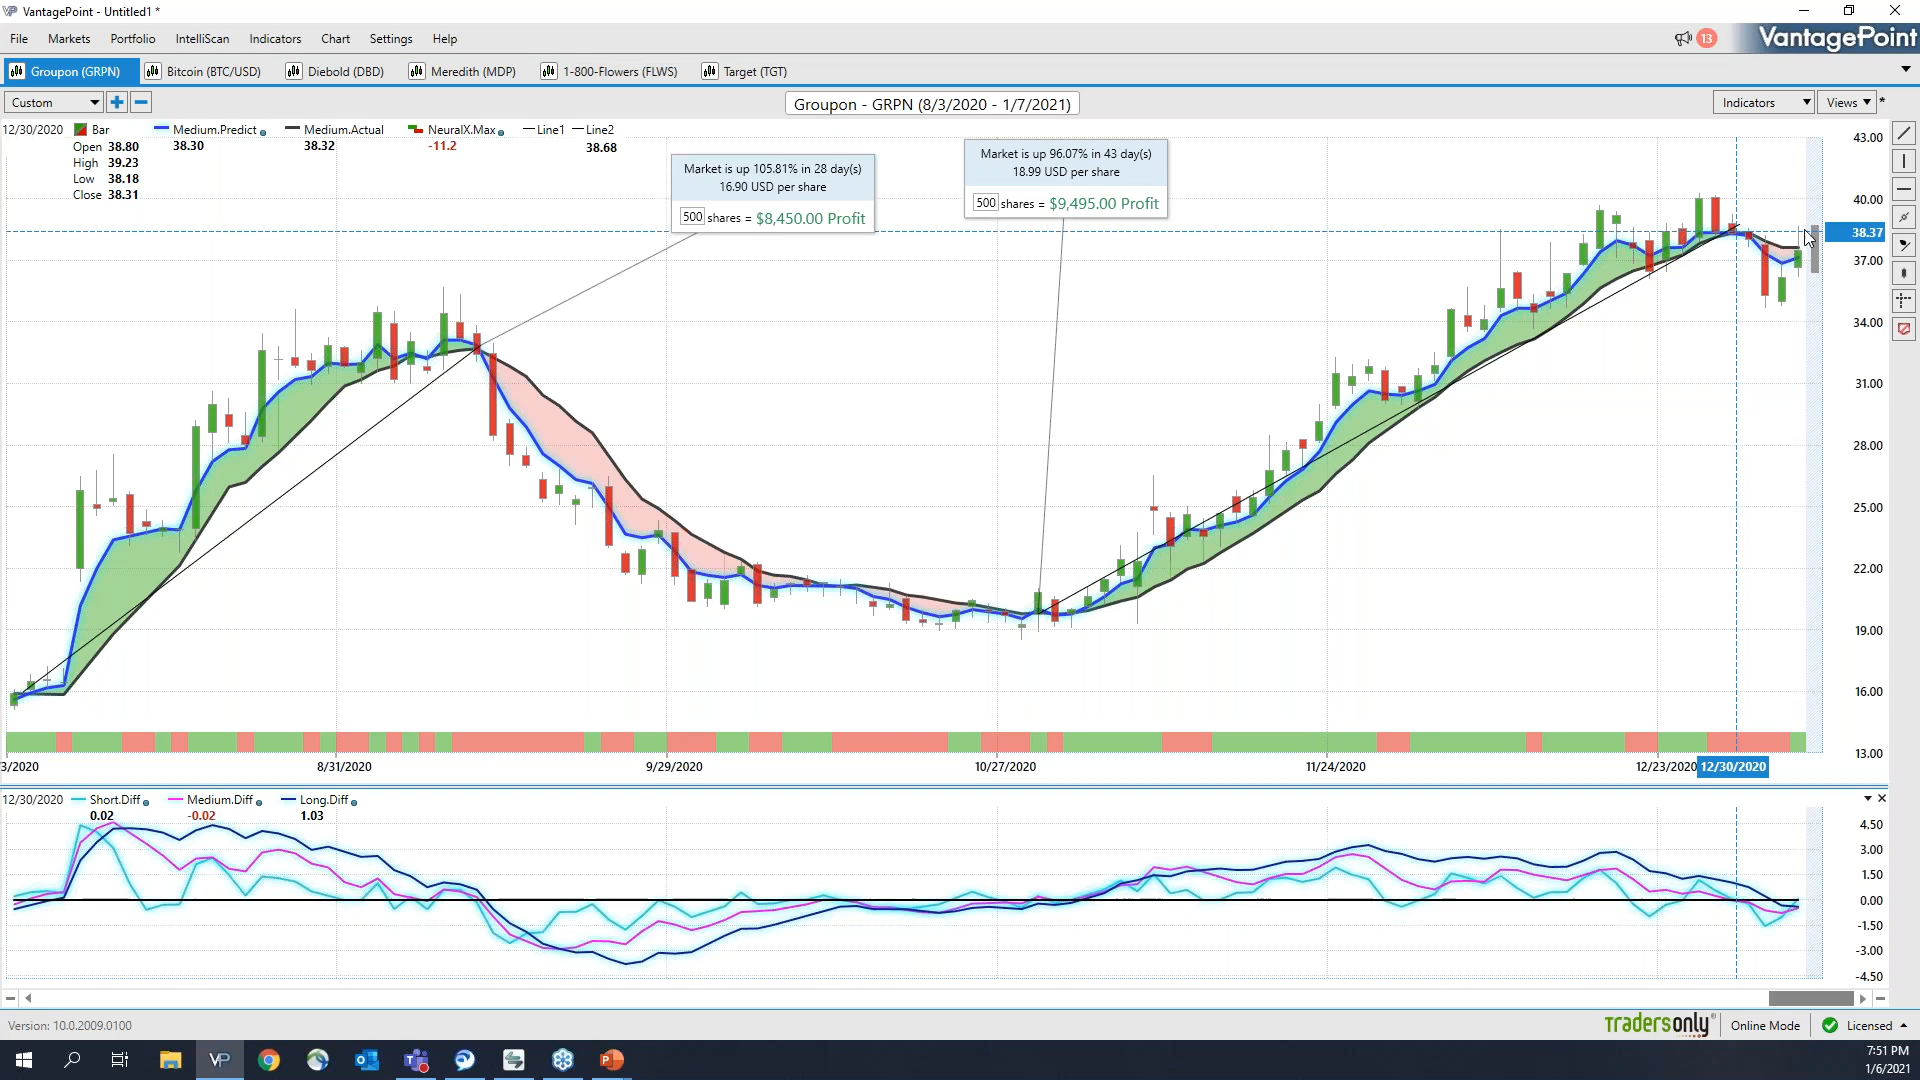 VantagePoint - Untitled1 *
File Markets Portfolio IntelliScan Indicators Chart Settings Help
13
VantagePoint
Groupon (GRPN) Bitcoin (BTC/USD) Diebold (DBD) Meredith (MDP) 1-800-Flowers (FLWS) Target (TGT)
Custom
Groupon - GRPN (8/3/2020 - 1/7/2021)
Indicators Views *
12/30/2020 Bar Medium.Predict Medium.Actual NeuralX.Max Line1 Line2
Open 38.80 38.30 38.32 -11.2 38.68
High 39.23
Low 38.18
Close 38.31
Market is up 105.81% in 28 day(s)
16.90 USD per share
500 shares = $8,450.00 Profit
Market is up 96.07% in 43 day(s)
18.99 USD per share
500 shares = $9,495.00 Profit
43.00
40.00
38.37
37.00
34.00
31.00
28.00
25.00
22.00
19.00
16.00
13.00
3/2020 8/31/2020 9/29/2020 10/27/2020 11/24/2020 12/23/2020 12/30/2020
12/30/2020 Short.Diff Medium.Diff Long.Diff
0.02 -0.02 1.03
4.50
3.00
1.50
0.00
-1.50
-3.00
-4.50
Version: 10.0.2009.0100
tradersonly
Online Mode
Licensed
VP
7:51 PM
1/6/2021